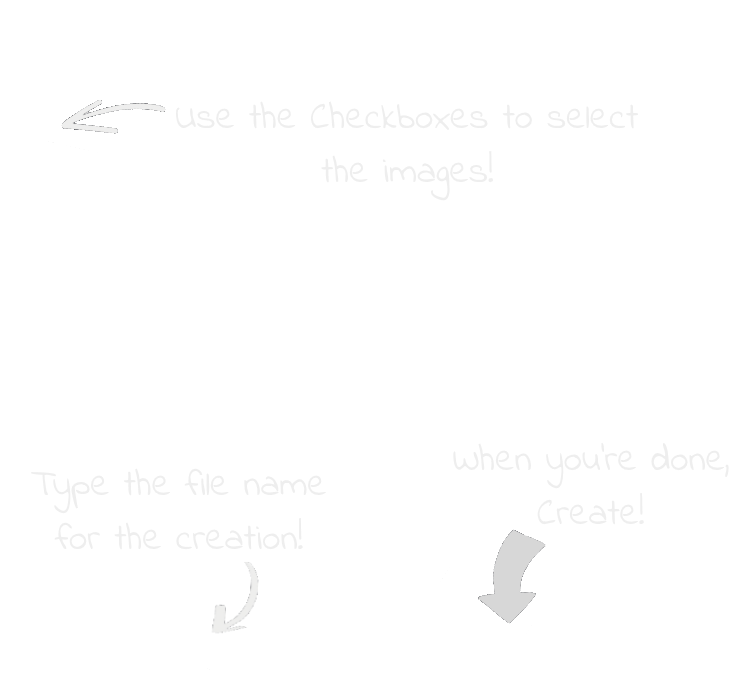 Use the Checkboxes to select
the images!
Type the file name
for the creation!
When you're done,
Create!